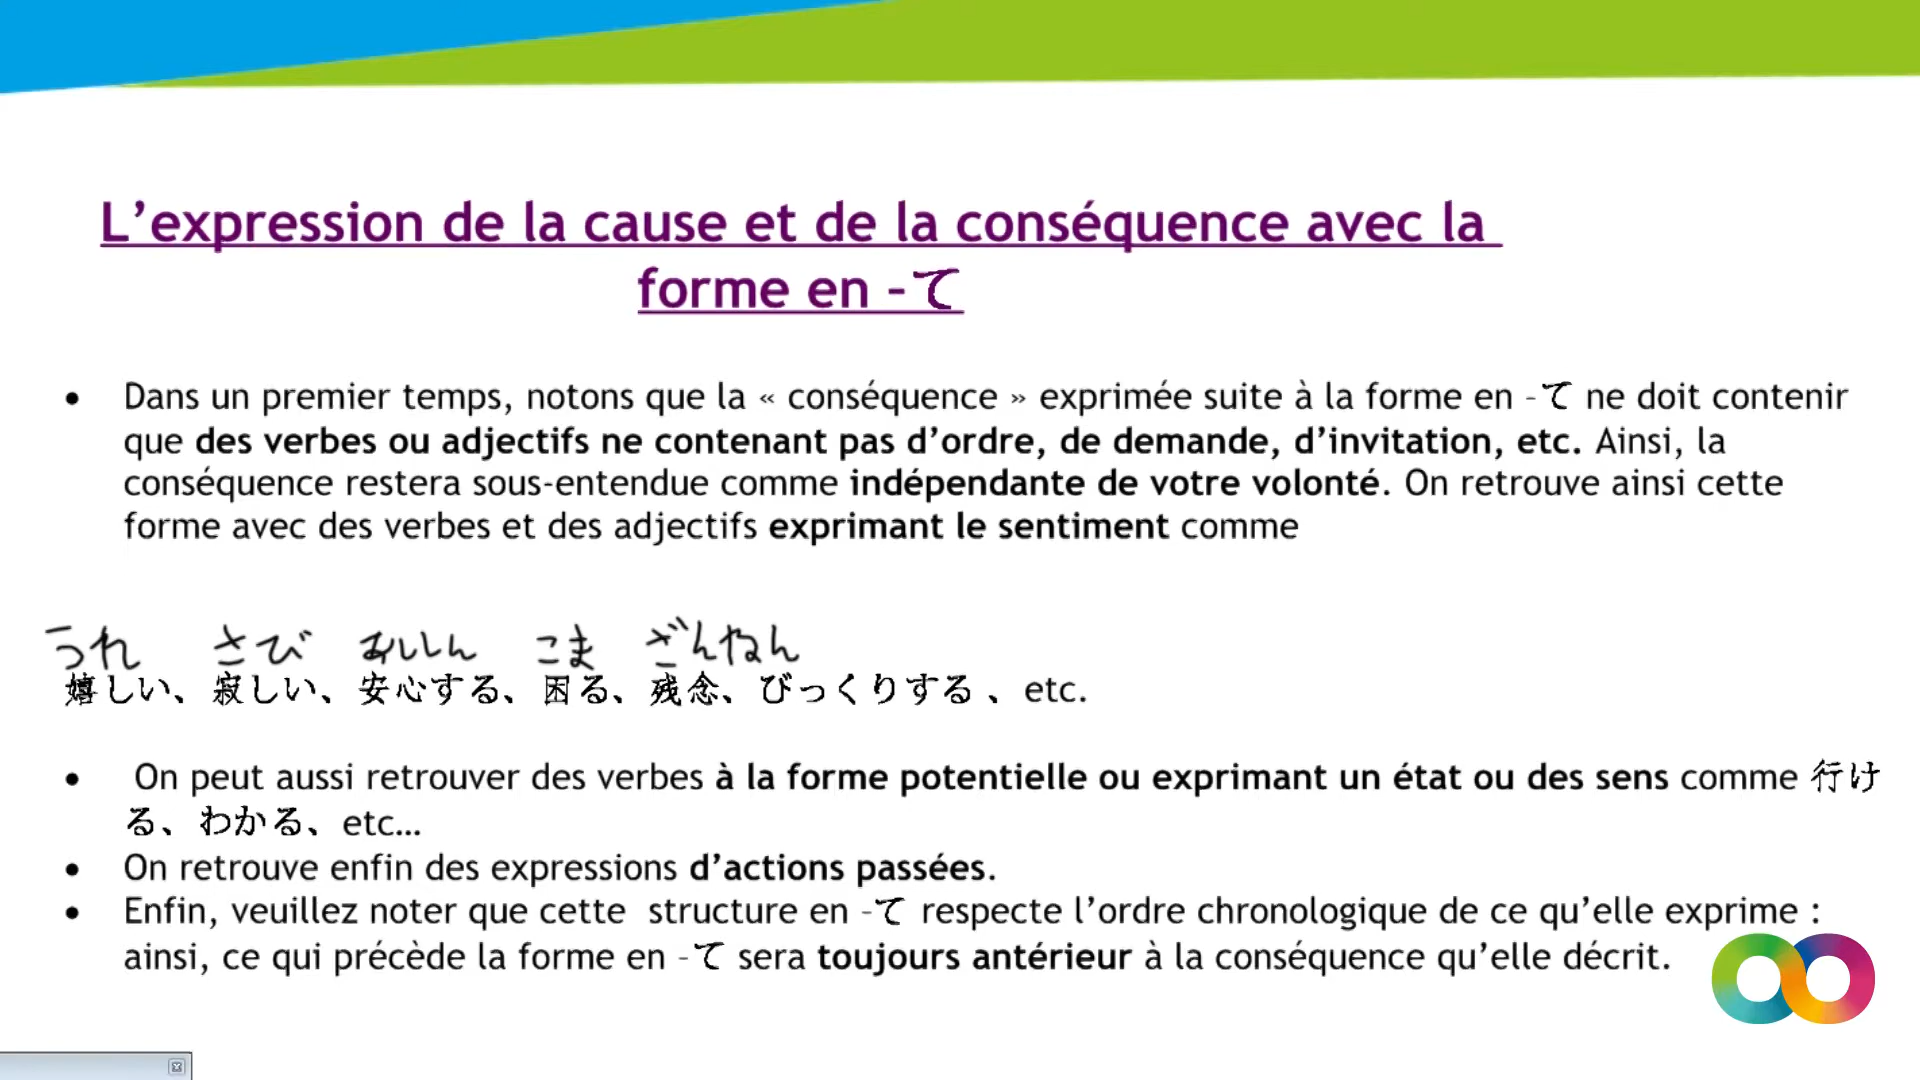 L’expression de la cause et de la conséquence avec la
forme en –て
• Dans un premier temps, notons que la « conséquence » exprimée suite à la forme en –て ne doit contenir
que des verbes ou adjectifs ne contenant pas d’ordre, de demande, d’invitation, etc. Ainsi, la
conséquence restera sous-entendue comme indépendante de votre volonté. On retrouve ainsi cette
forme avec des verbes et des adjectifs exprimant le sentiment comme
うれ さび あんしん こま ざんねん
嬉しい、寂しい、安心する、困る、残念、びっくりする 、etc.
• On peut aussi retrouver des verbes à la forme potentielle ou exprimant un état ou des sens comme 行け
る、わかる、etc…
• On retrouve enfin des expressions d’actions passées.
• Enfin, veuillez noter que cette structure en –て respecte l’ordre chronologique de ce qu’elle exprime :
ainsi, ce qui précède la forme en –て sera toujours antérieur à la conséquence qu’elle décrit.